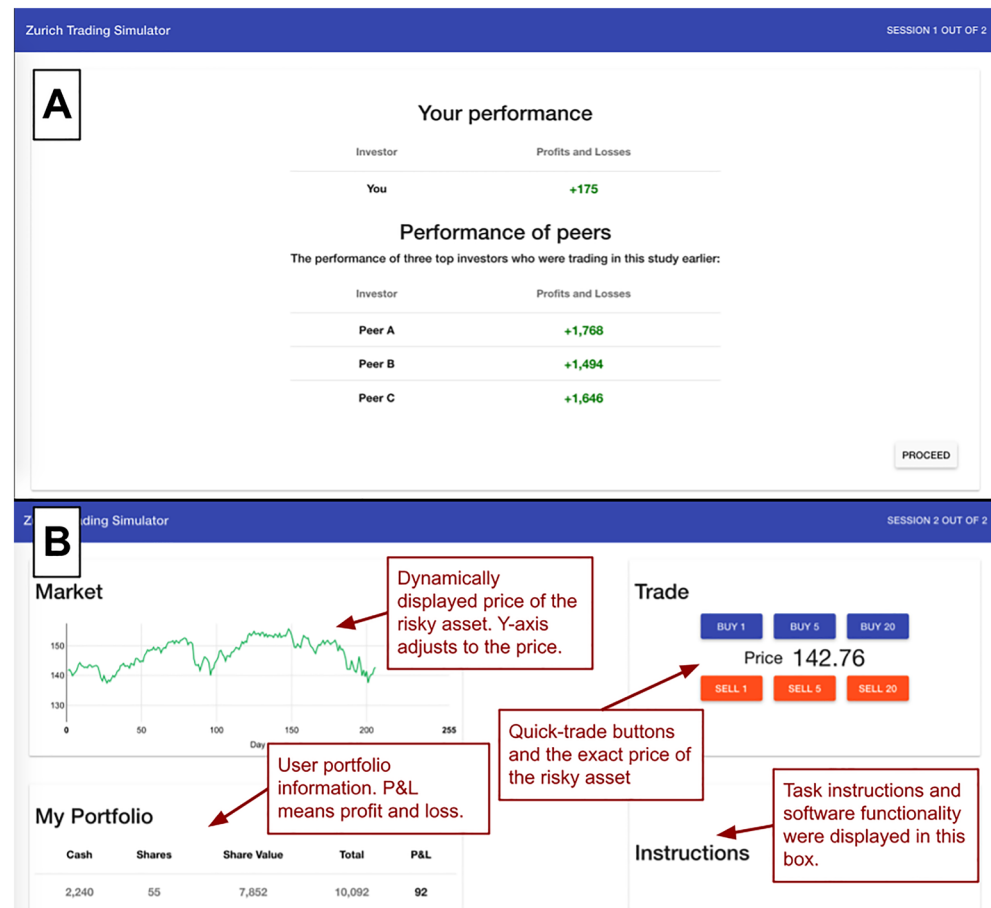 Zurich Trading Simulator
SESSION 1 OUT OF 2
A
Your performance
Investor Profits and Losses
You +175
Performance of peers
The performance of three top investors who were trading in this study earlier:
Investor Profits and Losses
Peer A +1,768
Peer B +1,494
Peer C +1,646
PROCEED
Z ding Simulator
SESSION 2 OUT OF 2
B
Market
150
140
130
0 50 100 150 200 255
Day
Dynamically
displayed price of the
risky asset. Y-axis
adjusts to the price.
Trade
BUY 1 BUY 5 BUY 20
Price 142.76
SELL 1 SELL 5 SELL 20
Quick-trade buttons
and the exact price of
the risky asset
User portfolio
information. P&L
means profit and loss.
My Portfolio
Cash Shares Share Value Total P&L
2,240 55 7,852 10,092 92
Instructions
Task instructions and
software functionality
were displayed in this
box.